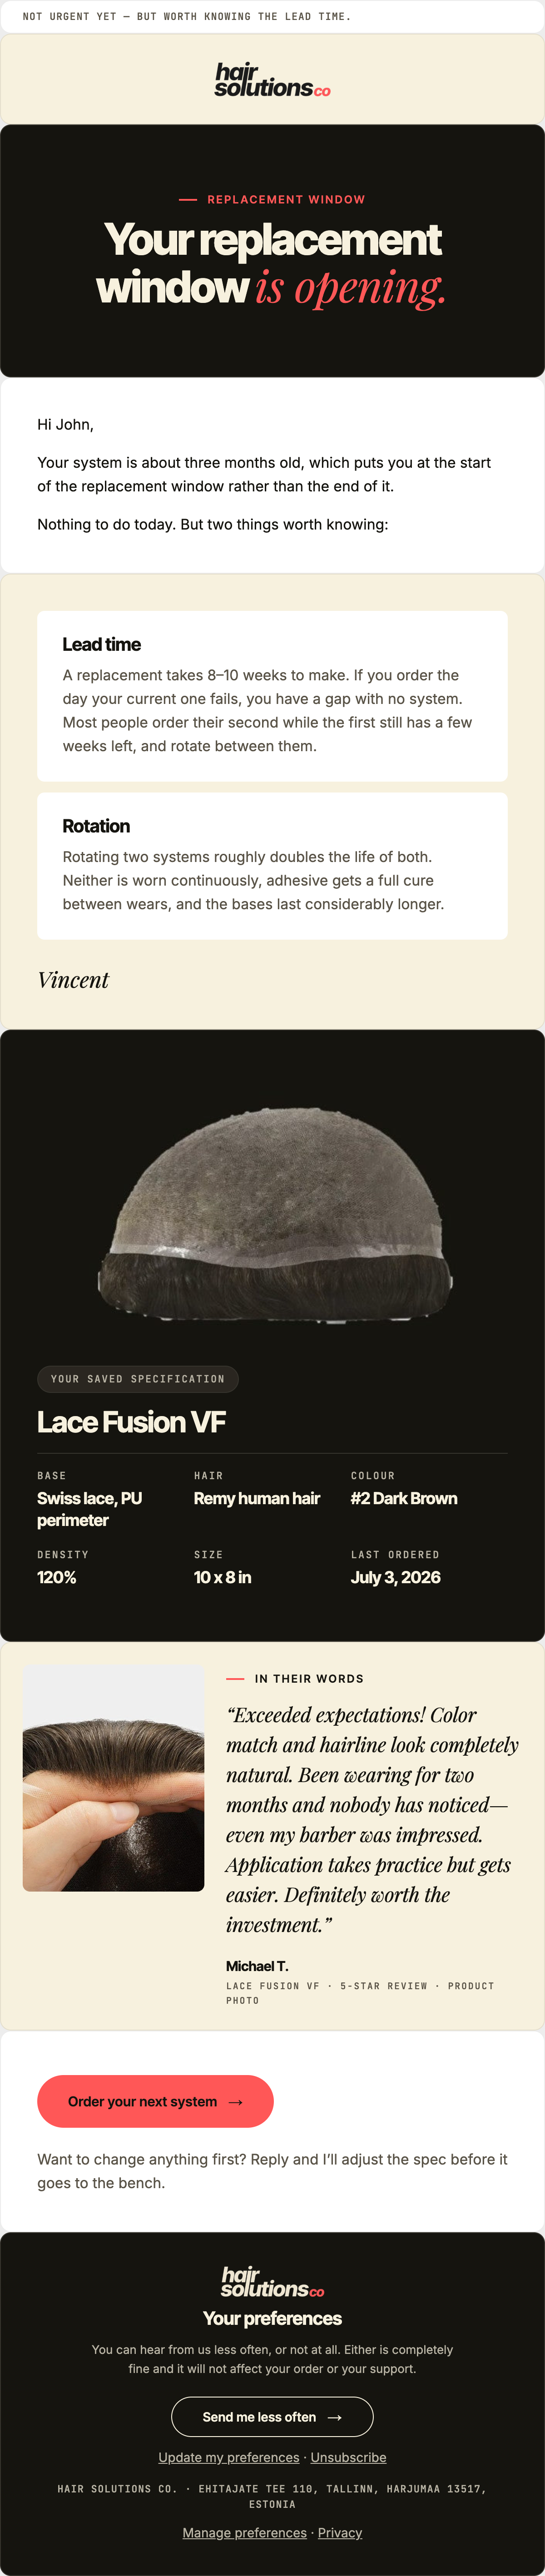 NOT URGENT YET — BUT WORTH KNOWING THE LEAD TIME.
hair
solutions co
REPLACEMENT WINDOW
Your replacement
window is opening.
Hi John,
Your system is about three months old, which puts you at the start
of the replacement window rather than the end of it.
Nothing to do today. But two things worth knowing:
Lead time
A replacement takes 8–10 weeks to make. If you order the
day your current one fails, you have a gap with no system.
Most people order their second while the first still has a few
weeks left, and rotate between them.
Rotation
Rotating two systems roughly doubles the life of both.
Neither is worn continuously, adhesive gets a full cure
between wears, and the bases last considerably longer.
Vincent
YOUR SAVED SPECIFICATION
Lace Fusion VF
BASE
Swiss lace, PU
perimeter
HAIR
Remy human hair
COLOUR
#2 Dark Brown
DENSITY
120%
SIZE
10 x 8 in
LAST ORDERED
July 3, 2026
IN THEIR WORDS
“Exceeded expectations! Color
match and hairline look completely
natural. Been wearing for two
months and nobody has noticed—
even my barber was impressed.
Application takes practice but gets
easier. Definitely worth the
investment.”
Michael T.
LACE FUSION VF · 5-STAR REVIEW · PRODUCT
PHOTO
Order your next system →
Want to change anything first? Reply and I’ll adjust the spec before it
goes to the bench.
hair
solutions co
Your preferences
You can hear from us less often, or not at all. Either is completely
fine and it will not affect your order or your support.
Send me less often →
Update my preferences · Unsubscribe
HAIR SOLUTIONS CO. · EHITAJATE TEE 110, TALLINN, HARJUMAA 13517,
ESTONIA
Manage preferences · Privacy